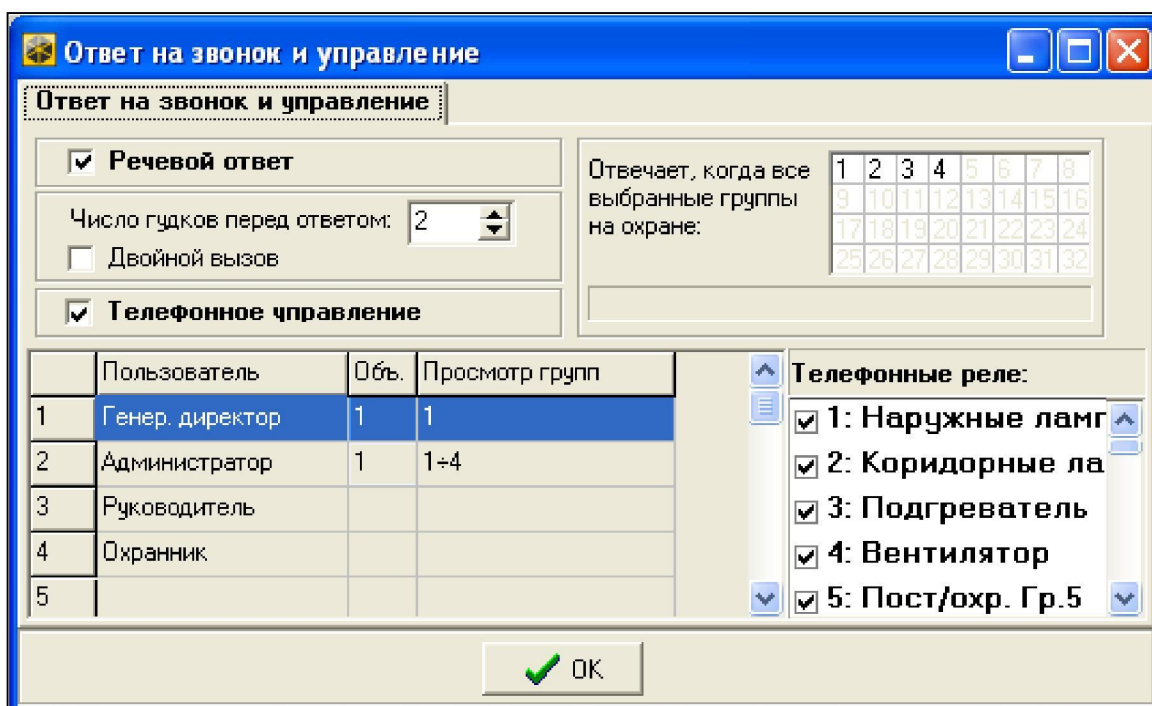 Ответ на звонок и управление
Ответ на звонок и управление
Речевой ответ
Число гудков перед ответом: 2
Двойной вызов
Телефонное управление
Отвечает, когда все
выбранные группы
на охране:
1 2 3 4 5 6 7 8
9 10 11 12 13 14 15 16
17 18 19 20 21 22 23 24
25 26 27 28 29 30 31 32
Пользователь Объ. Просмотр групп
1 Генер. директор 1 1
2 Администратор 1 1÷4
3 Руководитель
4 Охранник
5
Телефонные реле:
1: Наружные ламп
2: Коридорные ла
3: Подгреватель
4: Вентилятор
5: Пост/охр. Гр.5
OK